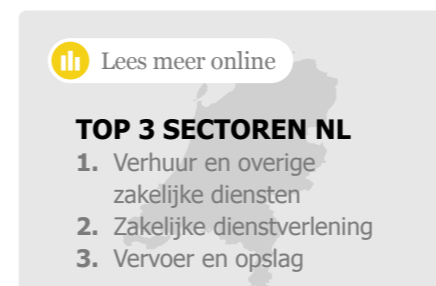 Lees meer online
TOP 3 SECTOREN NL
1. Verhuur en overige
zakelijke diensten
2. Zakelijke dienstverlening
3. Vervoer en opslag